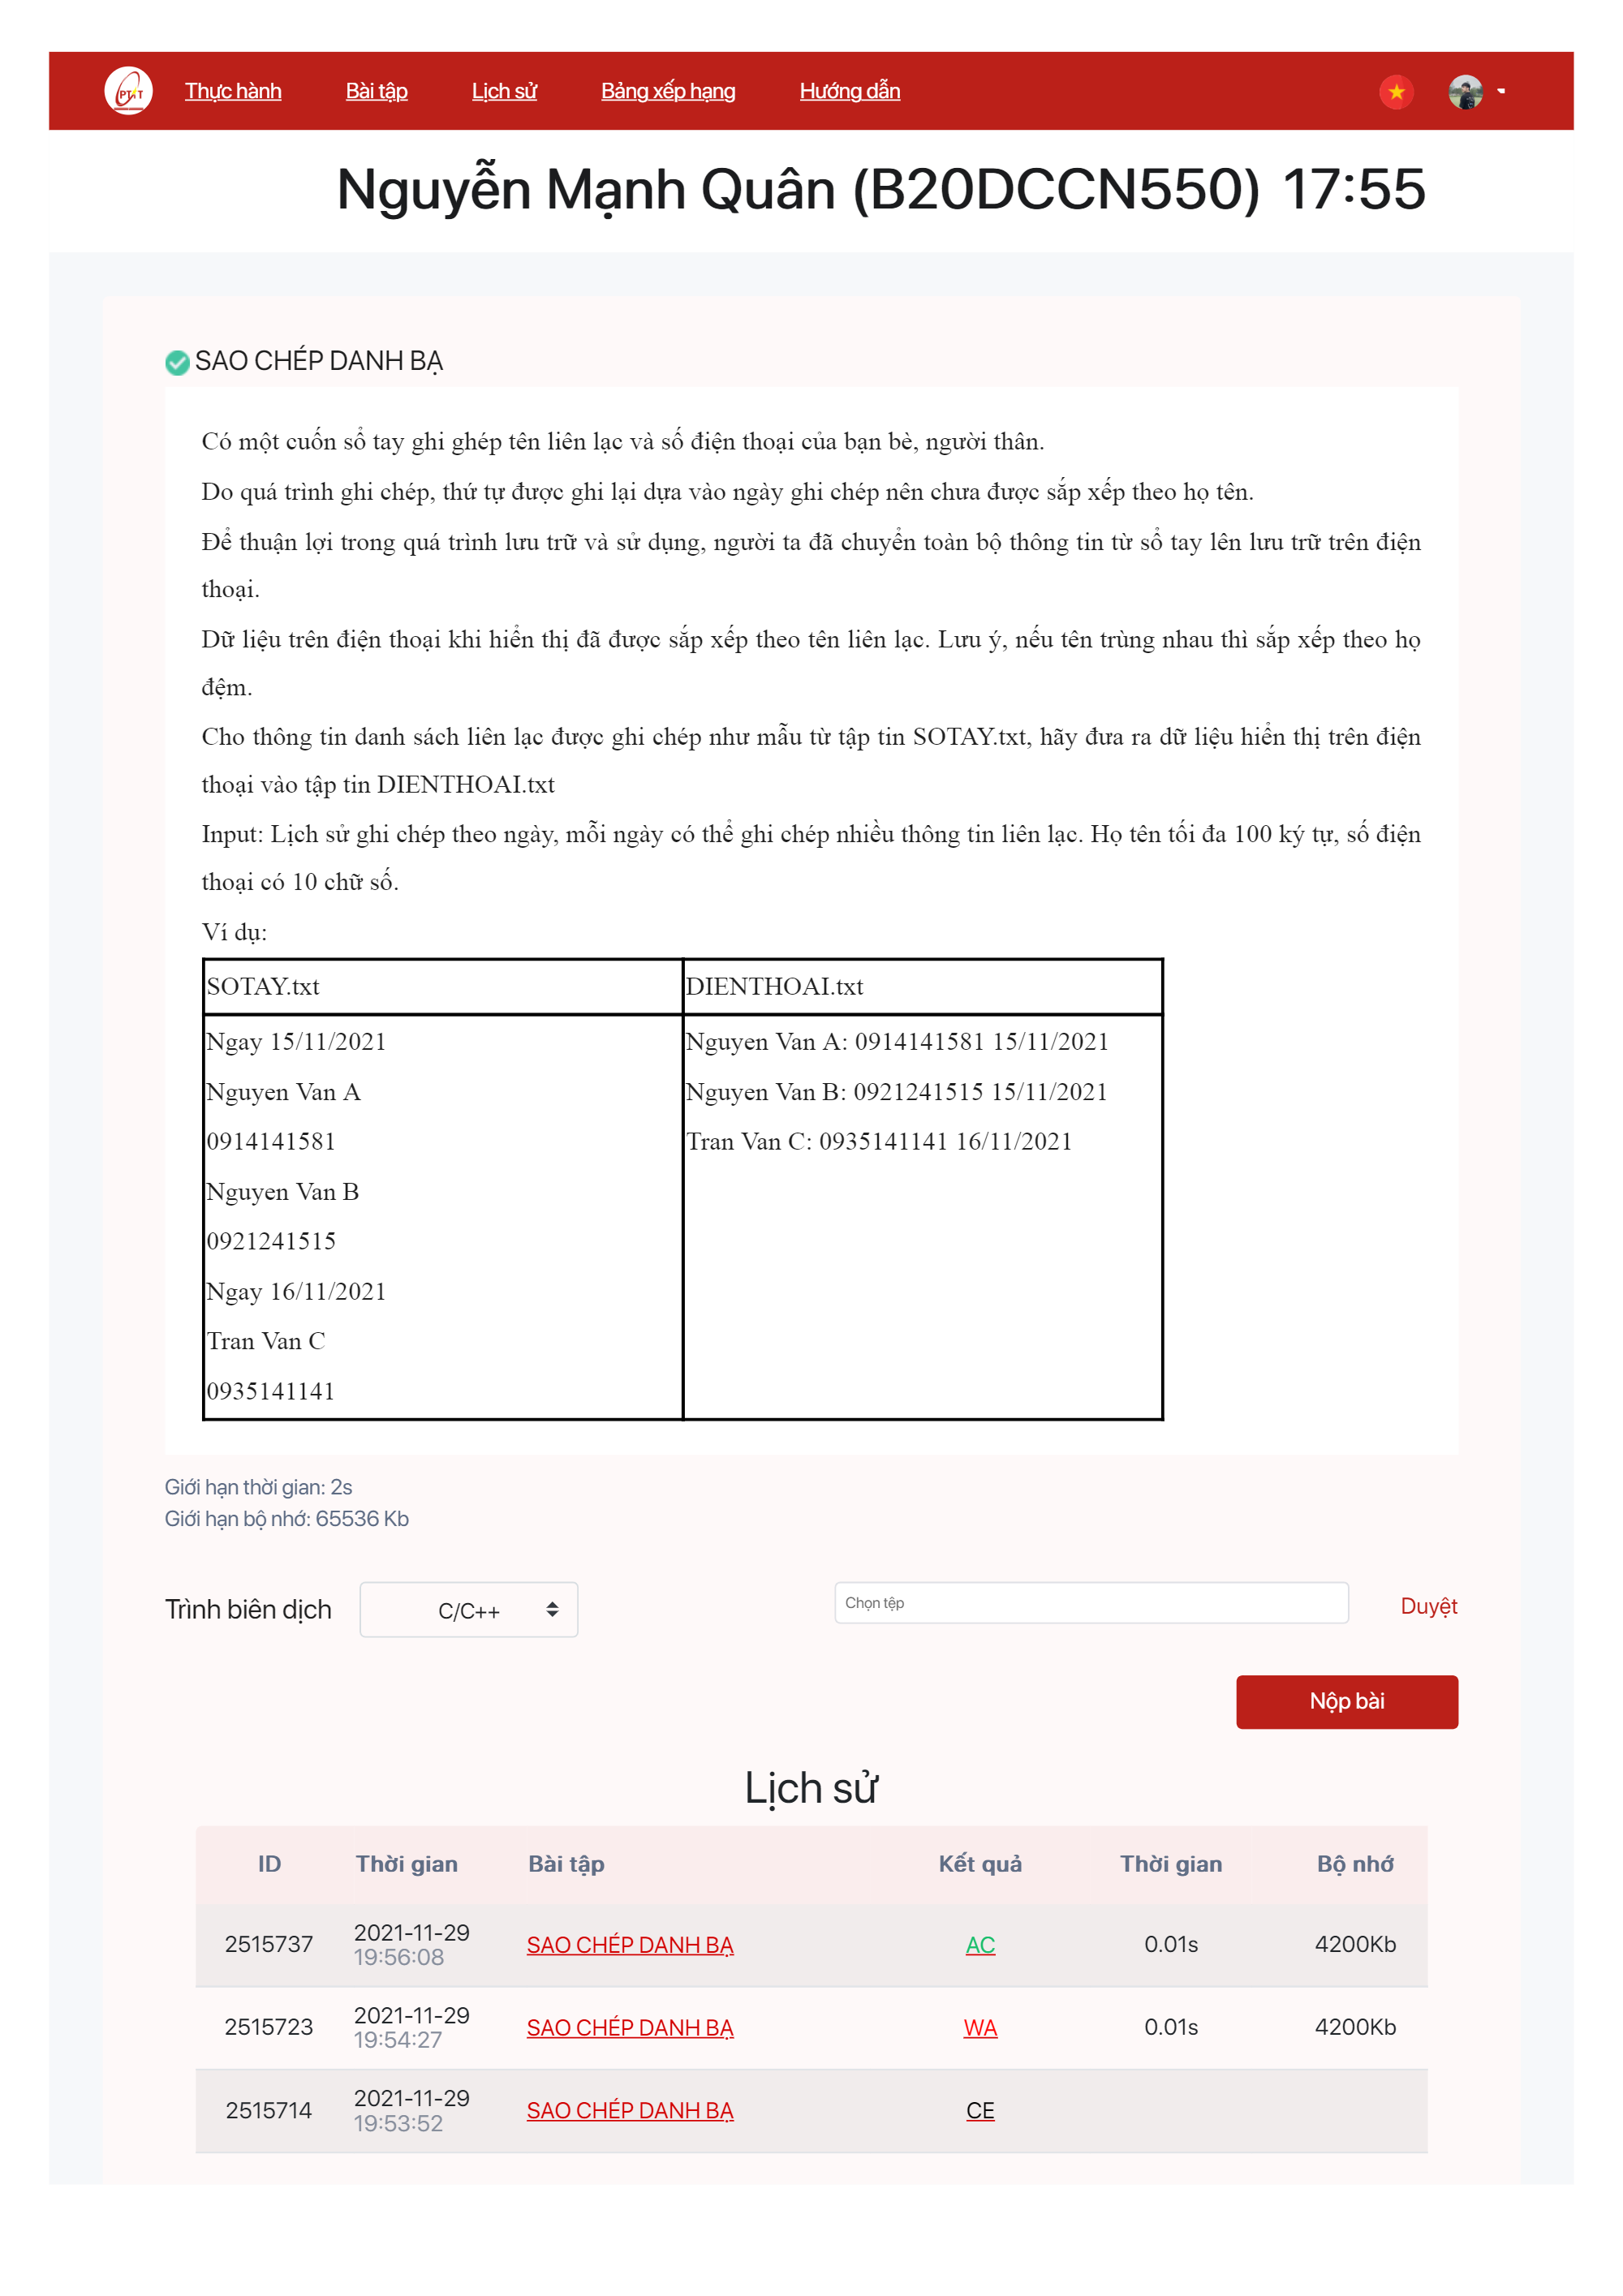 PTIT
Thực hành Bài tập Lịch sử Bảng xếp hạng Hướng dẫn
Nguyễn Mạnh Quân (B20DCCN550) 17:55
SAO CHÉP DANH BẠ
Có một cuốn sổ tay ghi ghép tên liên lạc và số điện thoại của bạn bè, người thân.
Do quá trình ghi chép, thứ tự được ghi lại dựa vào ngày ghi chép nên chưa được sắp xếp theo họ tên.
Để thuận lợi trong quá trình lưu trữ và sử dụng, người ta đã chuyển toàn bộ thông tin từ sổ tay lên lưu trữ trên điện
thoại.
Dữ liệu trên điện thoại khi hiển thị đã được sắp xếp theo tên liên lạc. Lưu ý, nếu tên trùng nhau thì sắp xếp theo họ
đệm.
Cho thông tin danh sách liên lạc được ghi chép như mẫu từ tập tin SOTAY.txt, hãy đưa ra dữ liệu hiển thị trên điện
thoại vào tập tin DIENTHOAI.txt
Input: Lịch sử ghi chép theo ngày, mỗi ngày có thể ghi chép nhiều thông tin liên lạc. Họ tên tối đa 100 ký tự, số điện
thoại có 10 chữ số.
Ví dụ:
SOTAY.txt DIENTHOAI.txt
Ngay 15/11/2021 Nguyen Van A: 0914141581 15/11/2021
Nguyen Van A Nguyen Van B: 0921241515 15/11/2021
0914141581 Tran Van C: 0935141141 16/11/2021
Nguyen Van B
0921241515
Ngay 16/11/2021
Tran Van C
0935141141
Giới hạn thời gian: 2s
Giới hạn bộ nhớ: 65536 Kb
Trình biên dịch C/C++ Chọn tệp Duyệt
Nộp bài
Lịch sử
ID Thời gian Bài tập Kết quả Thời gian Bộ nhớ
2515737 2021-11-29 19:56:08 SAO CHÉP DANH BẠ AC 0.01s 4200Kb
2515723 2021-11-29 19:54:27 SAO CHÉP DANH BẠ WA 0.01s 4200Kb
2515714 2021-11-29 19:53:52 SAO CHÉP DANH BẠ CE